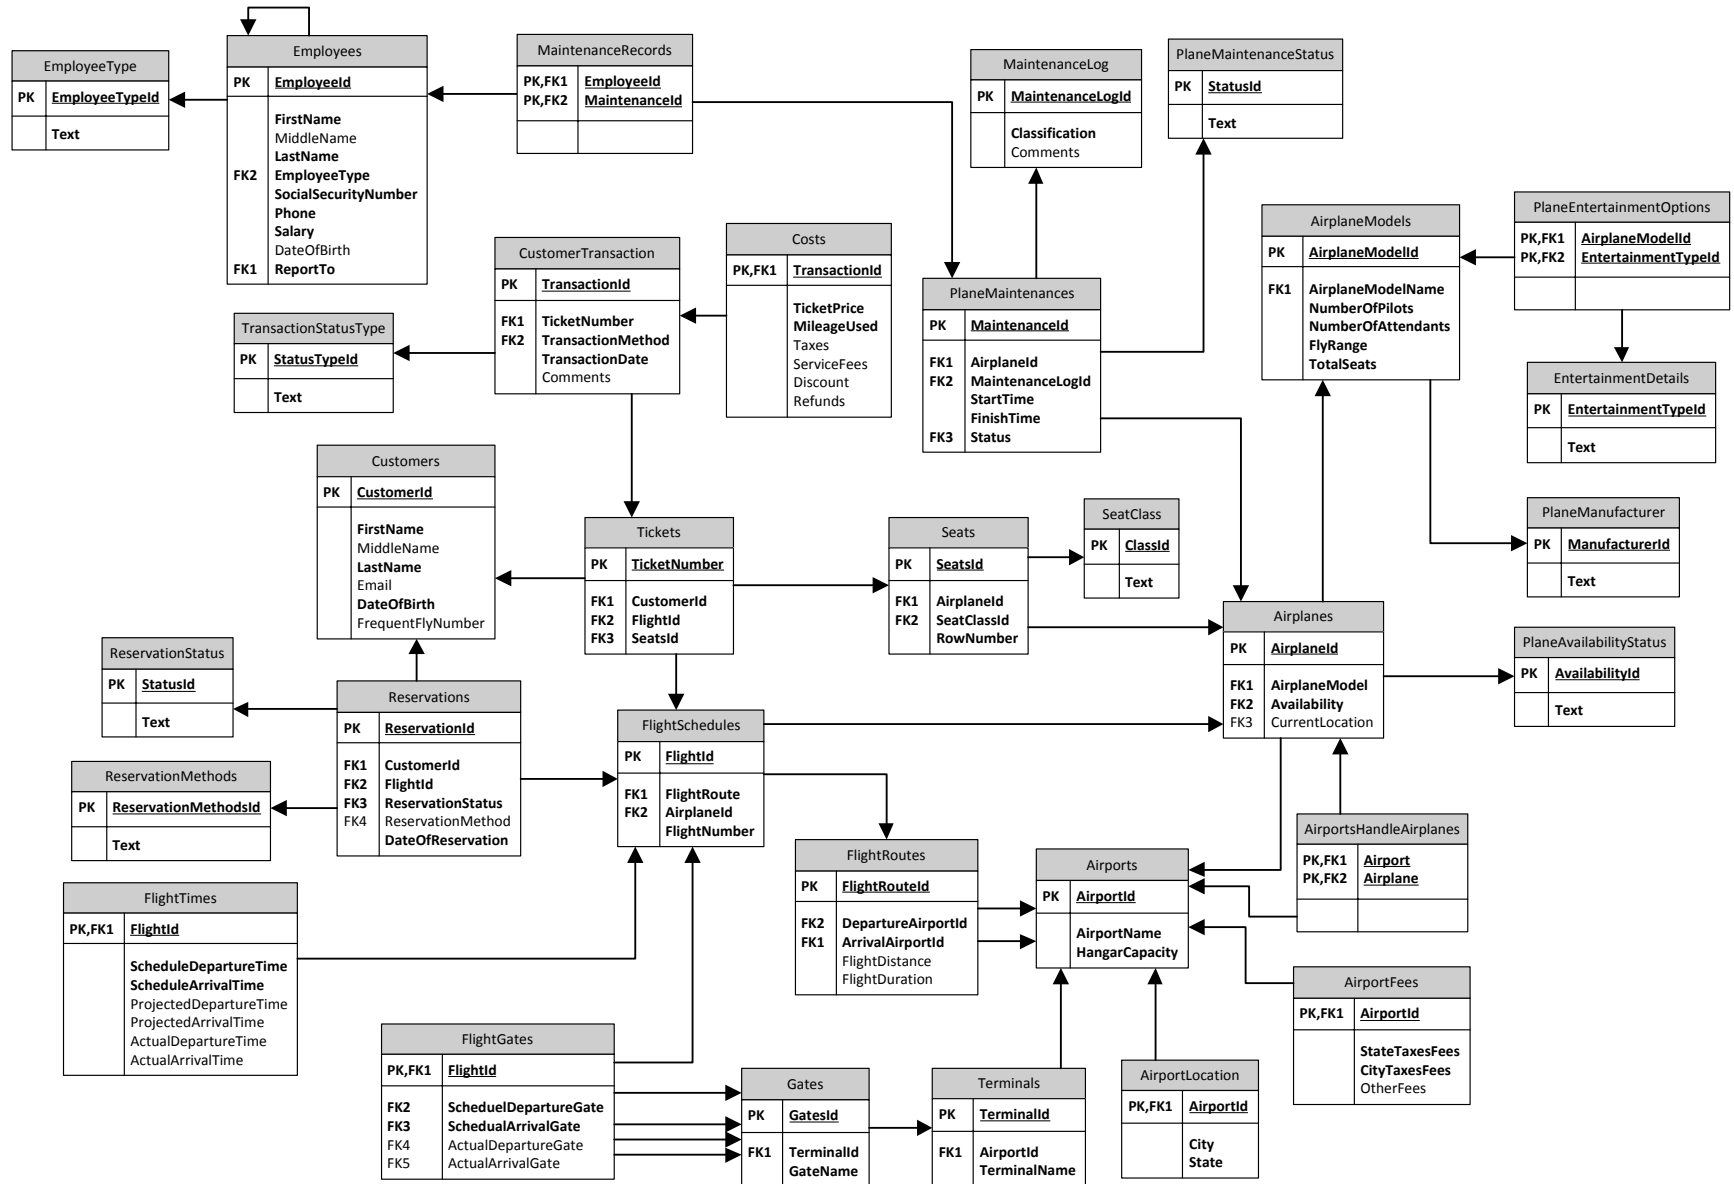 Employees
PK EmployeeId
FirstName
MiddleName
LastName
FK2 EmployeeType
SocialSecurityNumber
Phone
Salary
DateOfBirth
FK1 ReportTo
EmployeeType
PK EmployeeTypeId
Text
MaintenanceRecords
PK,FK1 EmployeeId
PK,FK2 MaintenanceId
MaintenanceLog
PK MaintenanceLogId
Classification
Comments
PlaneMaintenanceStatus
PK StatusId
Text
CustomerTransaction
PK TransactionId
FK1 TicketNumber
FK2 TransactionMethod
TransactionDate
Comments
Costs
PK,FK1 TransactionId
TicketPrice
MileageUsed
Taxes
ServiceFees
Discount
Refunds
PlaneMaintenances
PK MaintenanceId
FK1 AirplaneId
FK2 MaintenanceLogId
StartTime
FinishTime
FK3 Status
AirplaneModels
PK AirplaneModelId
FK1 AirplaneModelName
NumberOfPilots
NumberOfAttendants
FlyRange
TotalSeats
PlaneEntertainmentOptions
PK,FK1 AirplaneModelId
PK,FK2 EntertainmentTypeId
EntertainmentDetails
PK EntertainmentTypeId
Text
TransactionStatusType
PK StatusTypeId
Text
Customers
PK CustomerId
FirstName
MiddleName
LastName
Email
DateOfBirth
FrequentFlyNumber
Tickets
PK TicketNumber
FK1 CustomerId
FK2 FlightId
FK3 SeatsId
Seats
PK SeatsId
FK1 AirplaneId
FK2 SeatClassId
RowNumber
SeatClass
PK ClassId
Text
PlaneManufacturer
PK ManufacturerId
Text
Airplanes
PK AirplaneId
FK1 AirplaneModel
FK2 Availability
FK3 CurrentLocation
PlaneAvailabilityStatus
PK AvailabilityId
Text
ReservationStatus
PK StatusId
Text
Reservations
PK ReservationId
FK1 CustomerId
FK2 FlightId
FK3 ReservationStatus
FK4 ReservationMethod
DateOfReservation
FlightSchedules
PK FlightId
FK1 FlightRoute
FK2 AirplaneId
FlightNumber
ReservationMethods
PK ReservationMethodsId
Text
FlightRoutes
PK FlightRouteId
FK2 DepartureAirportId
FK1 ArrivalAirportId
FlightDistance
FlightDuration
Airports
PK AirportId
AirportName
HangarCapacity
AirportsHandleAirplanes
PK,FK1 Airport
PK,FK2 Airplane
FlightTimes
PK,FK1 FlightId
ScheduleDepartureTime
ScheduleArrivalTime
ProjectedDepartureTime
ProjectedArrivalTime
ActualDepartureTime
ActualArrivalTime
AirportFees
PK,FK1 AirportId
StateTaxesFees
CityTaxesFees
OtherFees
FlightGates
PK,FK1 FlightId
FK2 ScheduelDepartureGate
FK3 SchedualArrivalGate
FK4 ActualDepartureGate
FK5 ActualArrivalGate
Gates
PK GatesId
FK1 TerminalId
GateName
Terminals
PK TerminalId
FK1 AirportId
TerminalName
AirportLocation
PK,FK1 AirportId
City
State